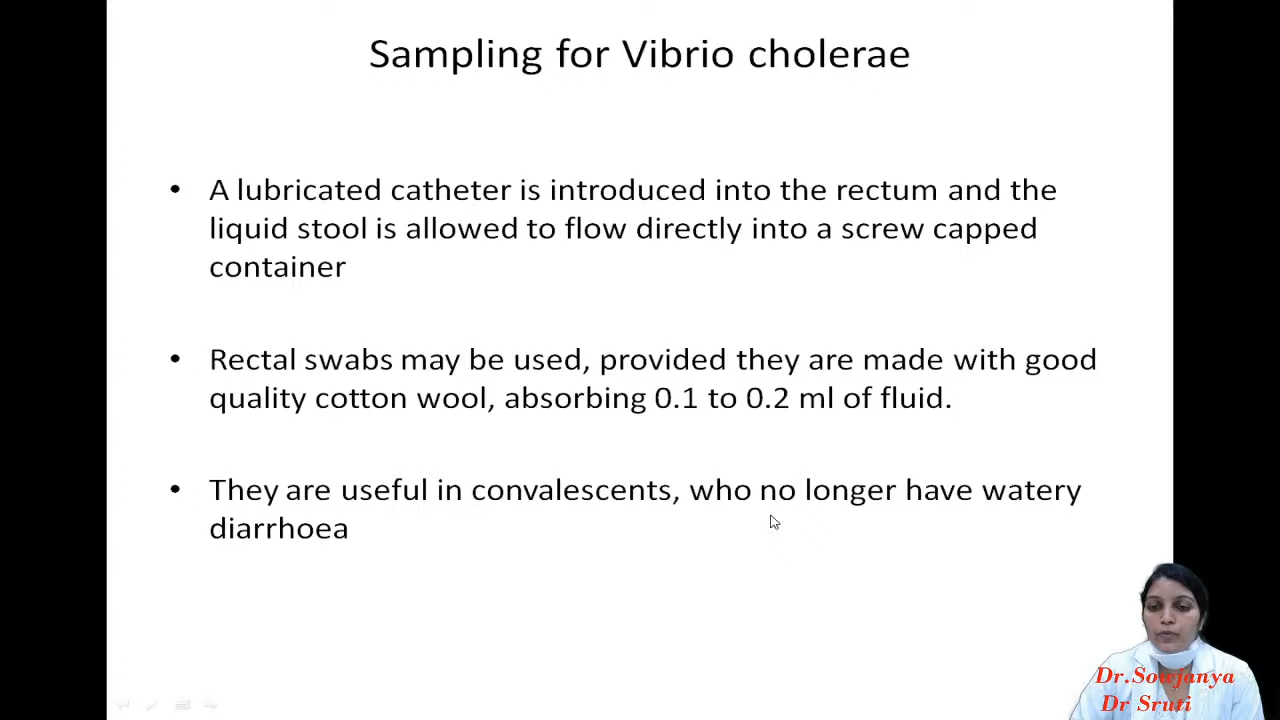 Sampling for Vibrio cholerae
• A lubricated catheter is introduced into the rectum and the
liquid stool is allowed to flow directly into a screw capped
container
• Rectal swabs may be used, provided they are made with good
quality cotton wool, absorbing 0.1 to 0.2 ml of fluid.
• They are useful in convalescents, who no longer have watery
diarrhoea
Dr.Sowjanya
Dr Sruti